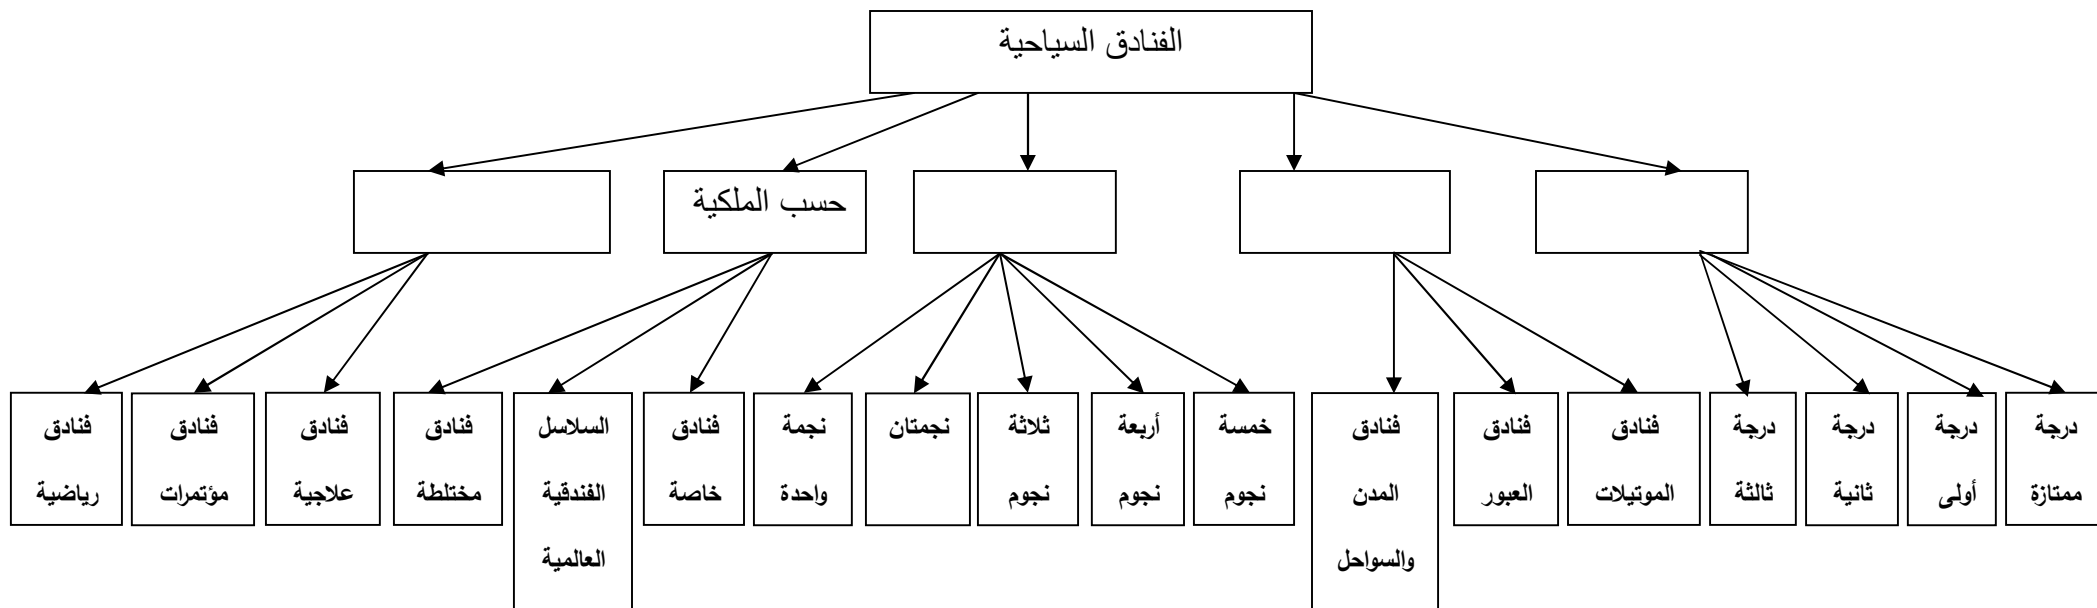 الفنادق السياحية
حسب الملكية
درجة
ممتازة
درجة
أولى
درجة
ثانية
درجة
ثالثة
فنادق
الموتيلات
فنادق
العبور
فنادق
المدن
والسواحل
خمسة
نجوم
أربعة
نجوم
ثلاثة
نجوم
نجمتان
نجمة
واحدة
فنادق
خاصة
السلاسل
الفندقية
العالمية
فنادق
مختلطة
فنادق
علاجية
فنادق
مؤتمرات
فنادق
رياضية